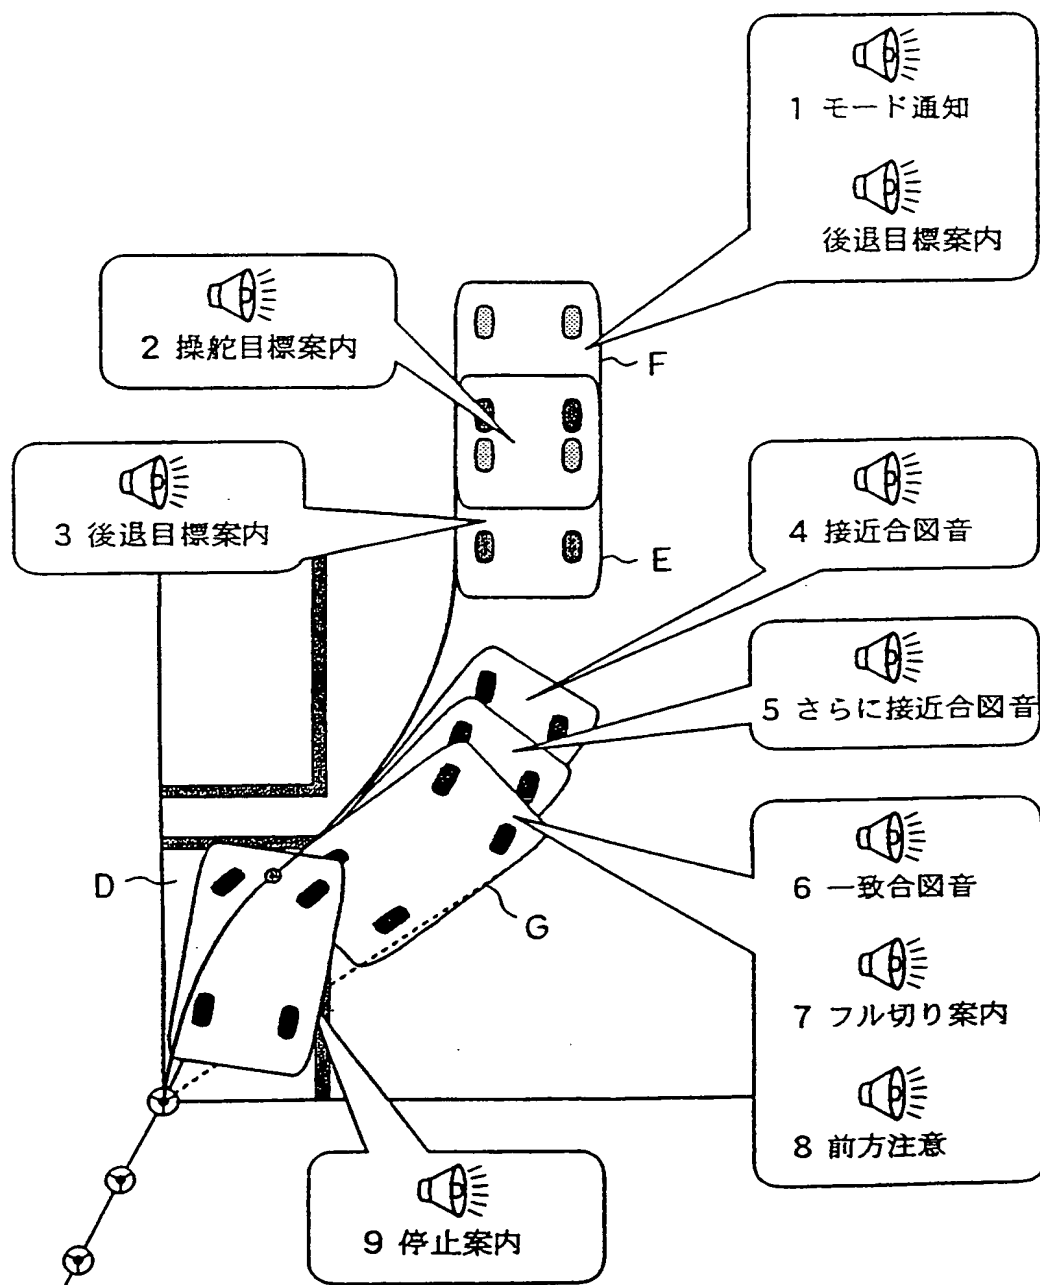 1 モード通知
後退目標案内
2 操舵目標案内
F
3 後退目標案内
E
4 接近合図音
5 さらに接近合図音
D
G
6 一致合図音
7 フル切り案内
8 前方注意
9 停止案内